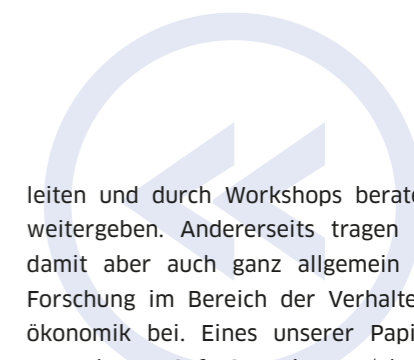 leiten und durch Workshops berate
weitergeben. Andererseits tragen
damit aber auch ganz allgemein
Forschung im Bereich der Verhalte
ökonomik bei. Eines unserer Papi